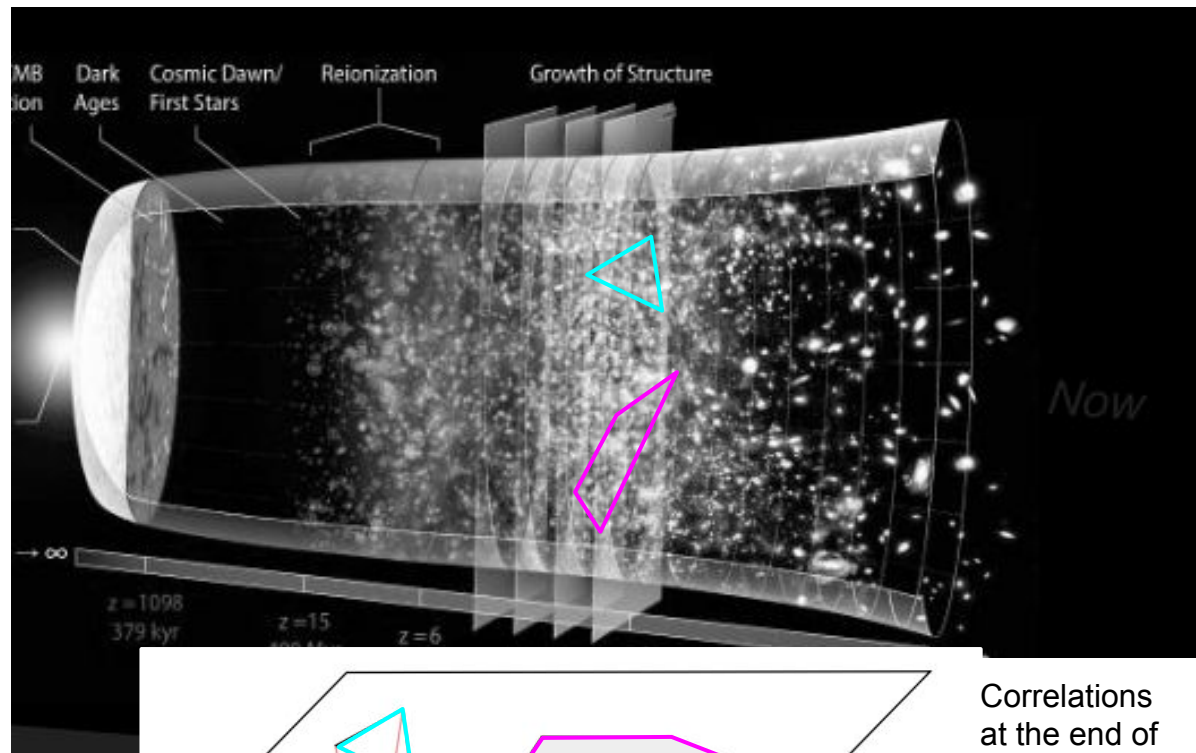 CMB Dark Cosmic Dawn/ Reionization Growth of Structure
Ages First Stars
Now
→ ∞
z=1098
379 kyr
z=15
z=6
Correlations
at the end of